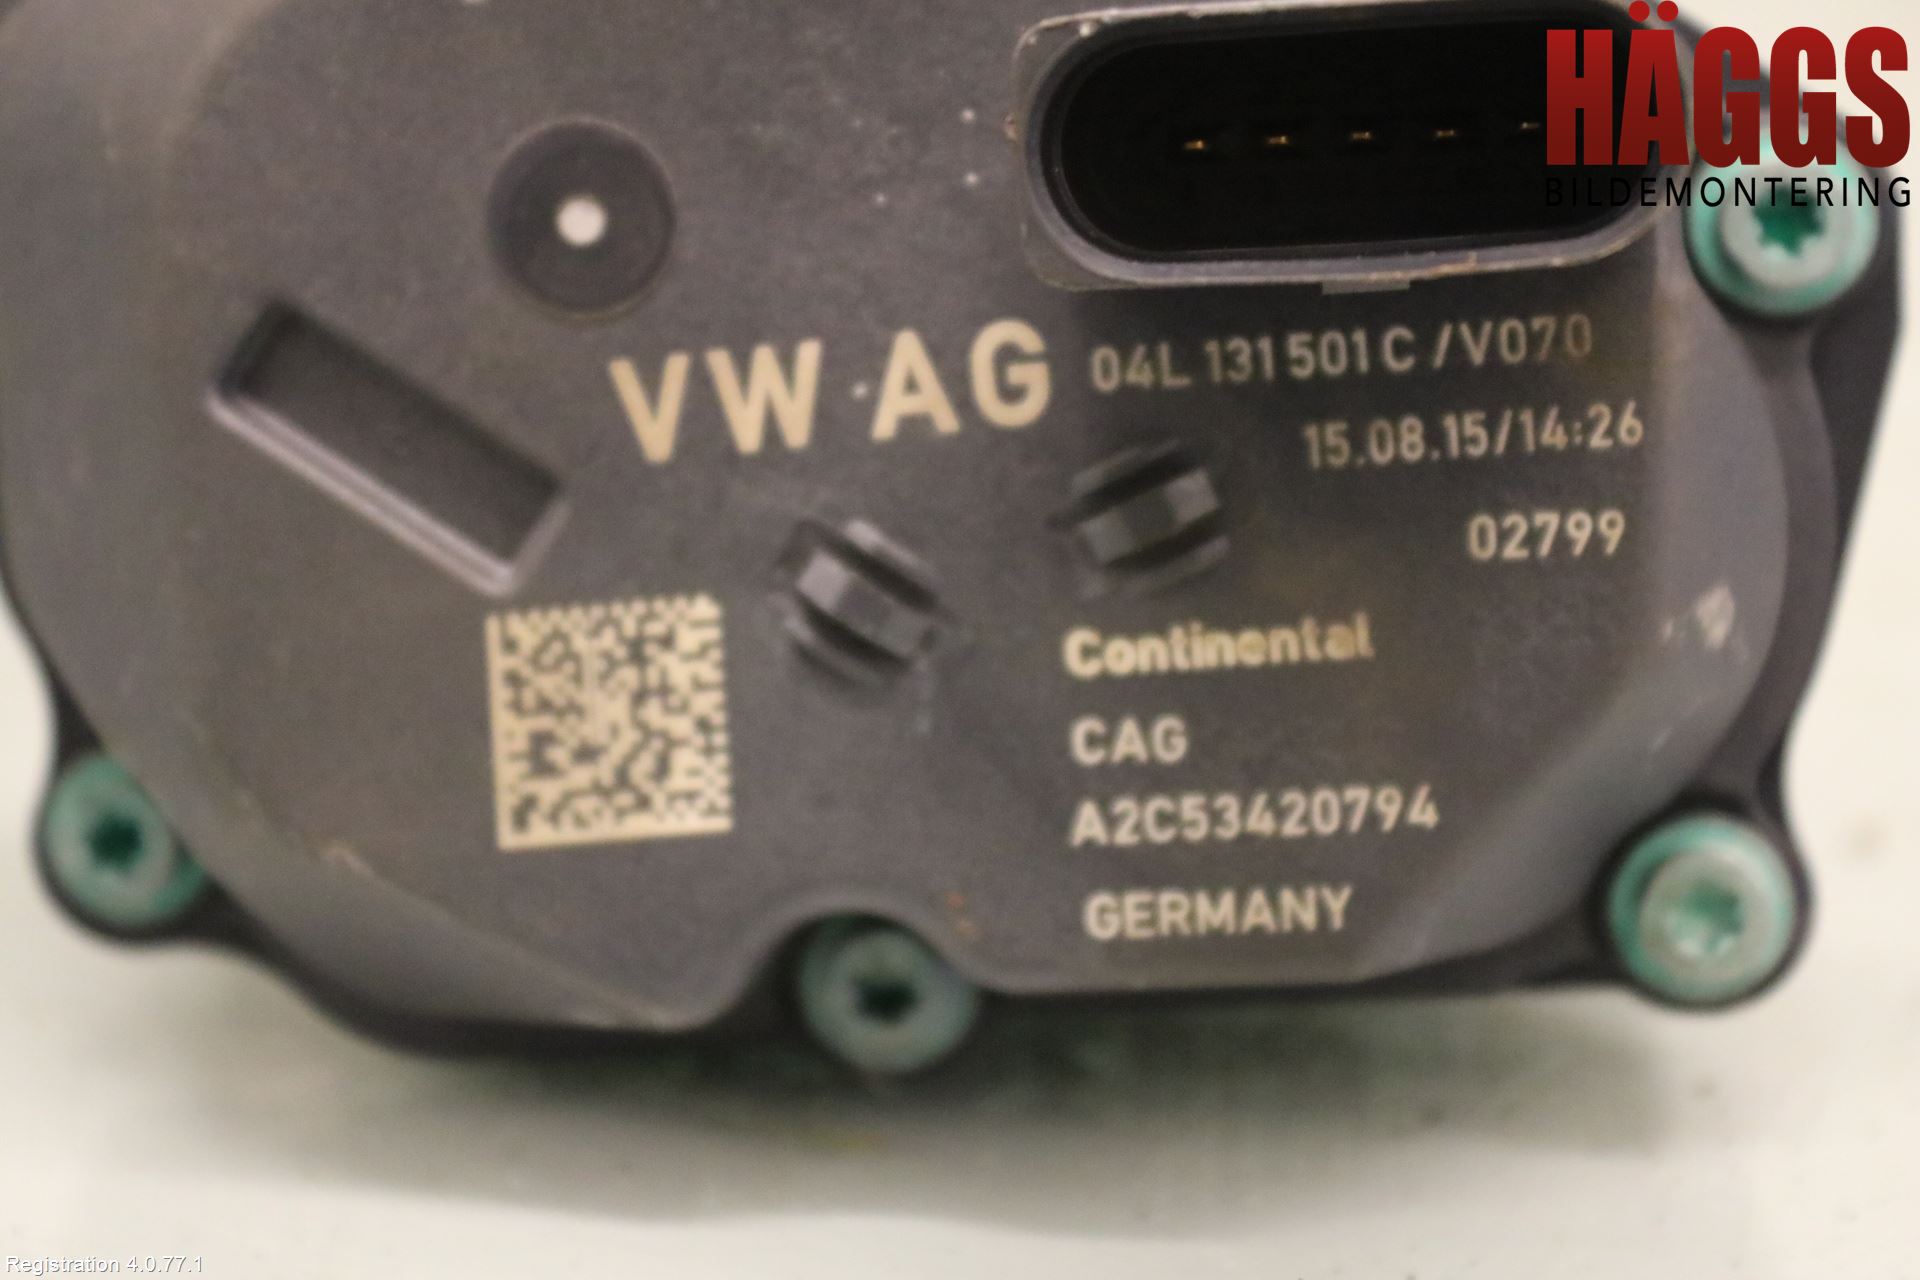 HÄGGS
BILDEMONTERING
VW AG 04L 131 501 C /V070
15.08.15/14:26
02799
Continental
CAG
A2C53420794
GERMANY
Registration 4.0.77.1